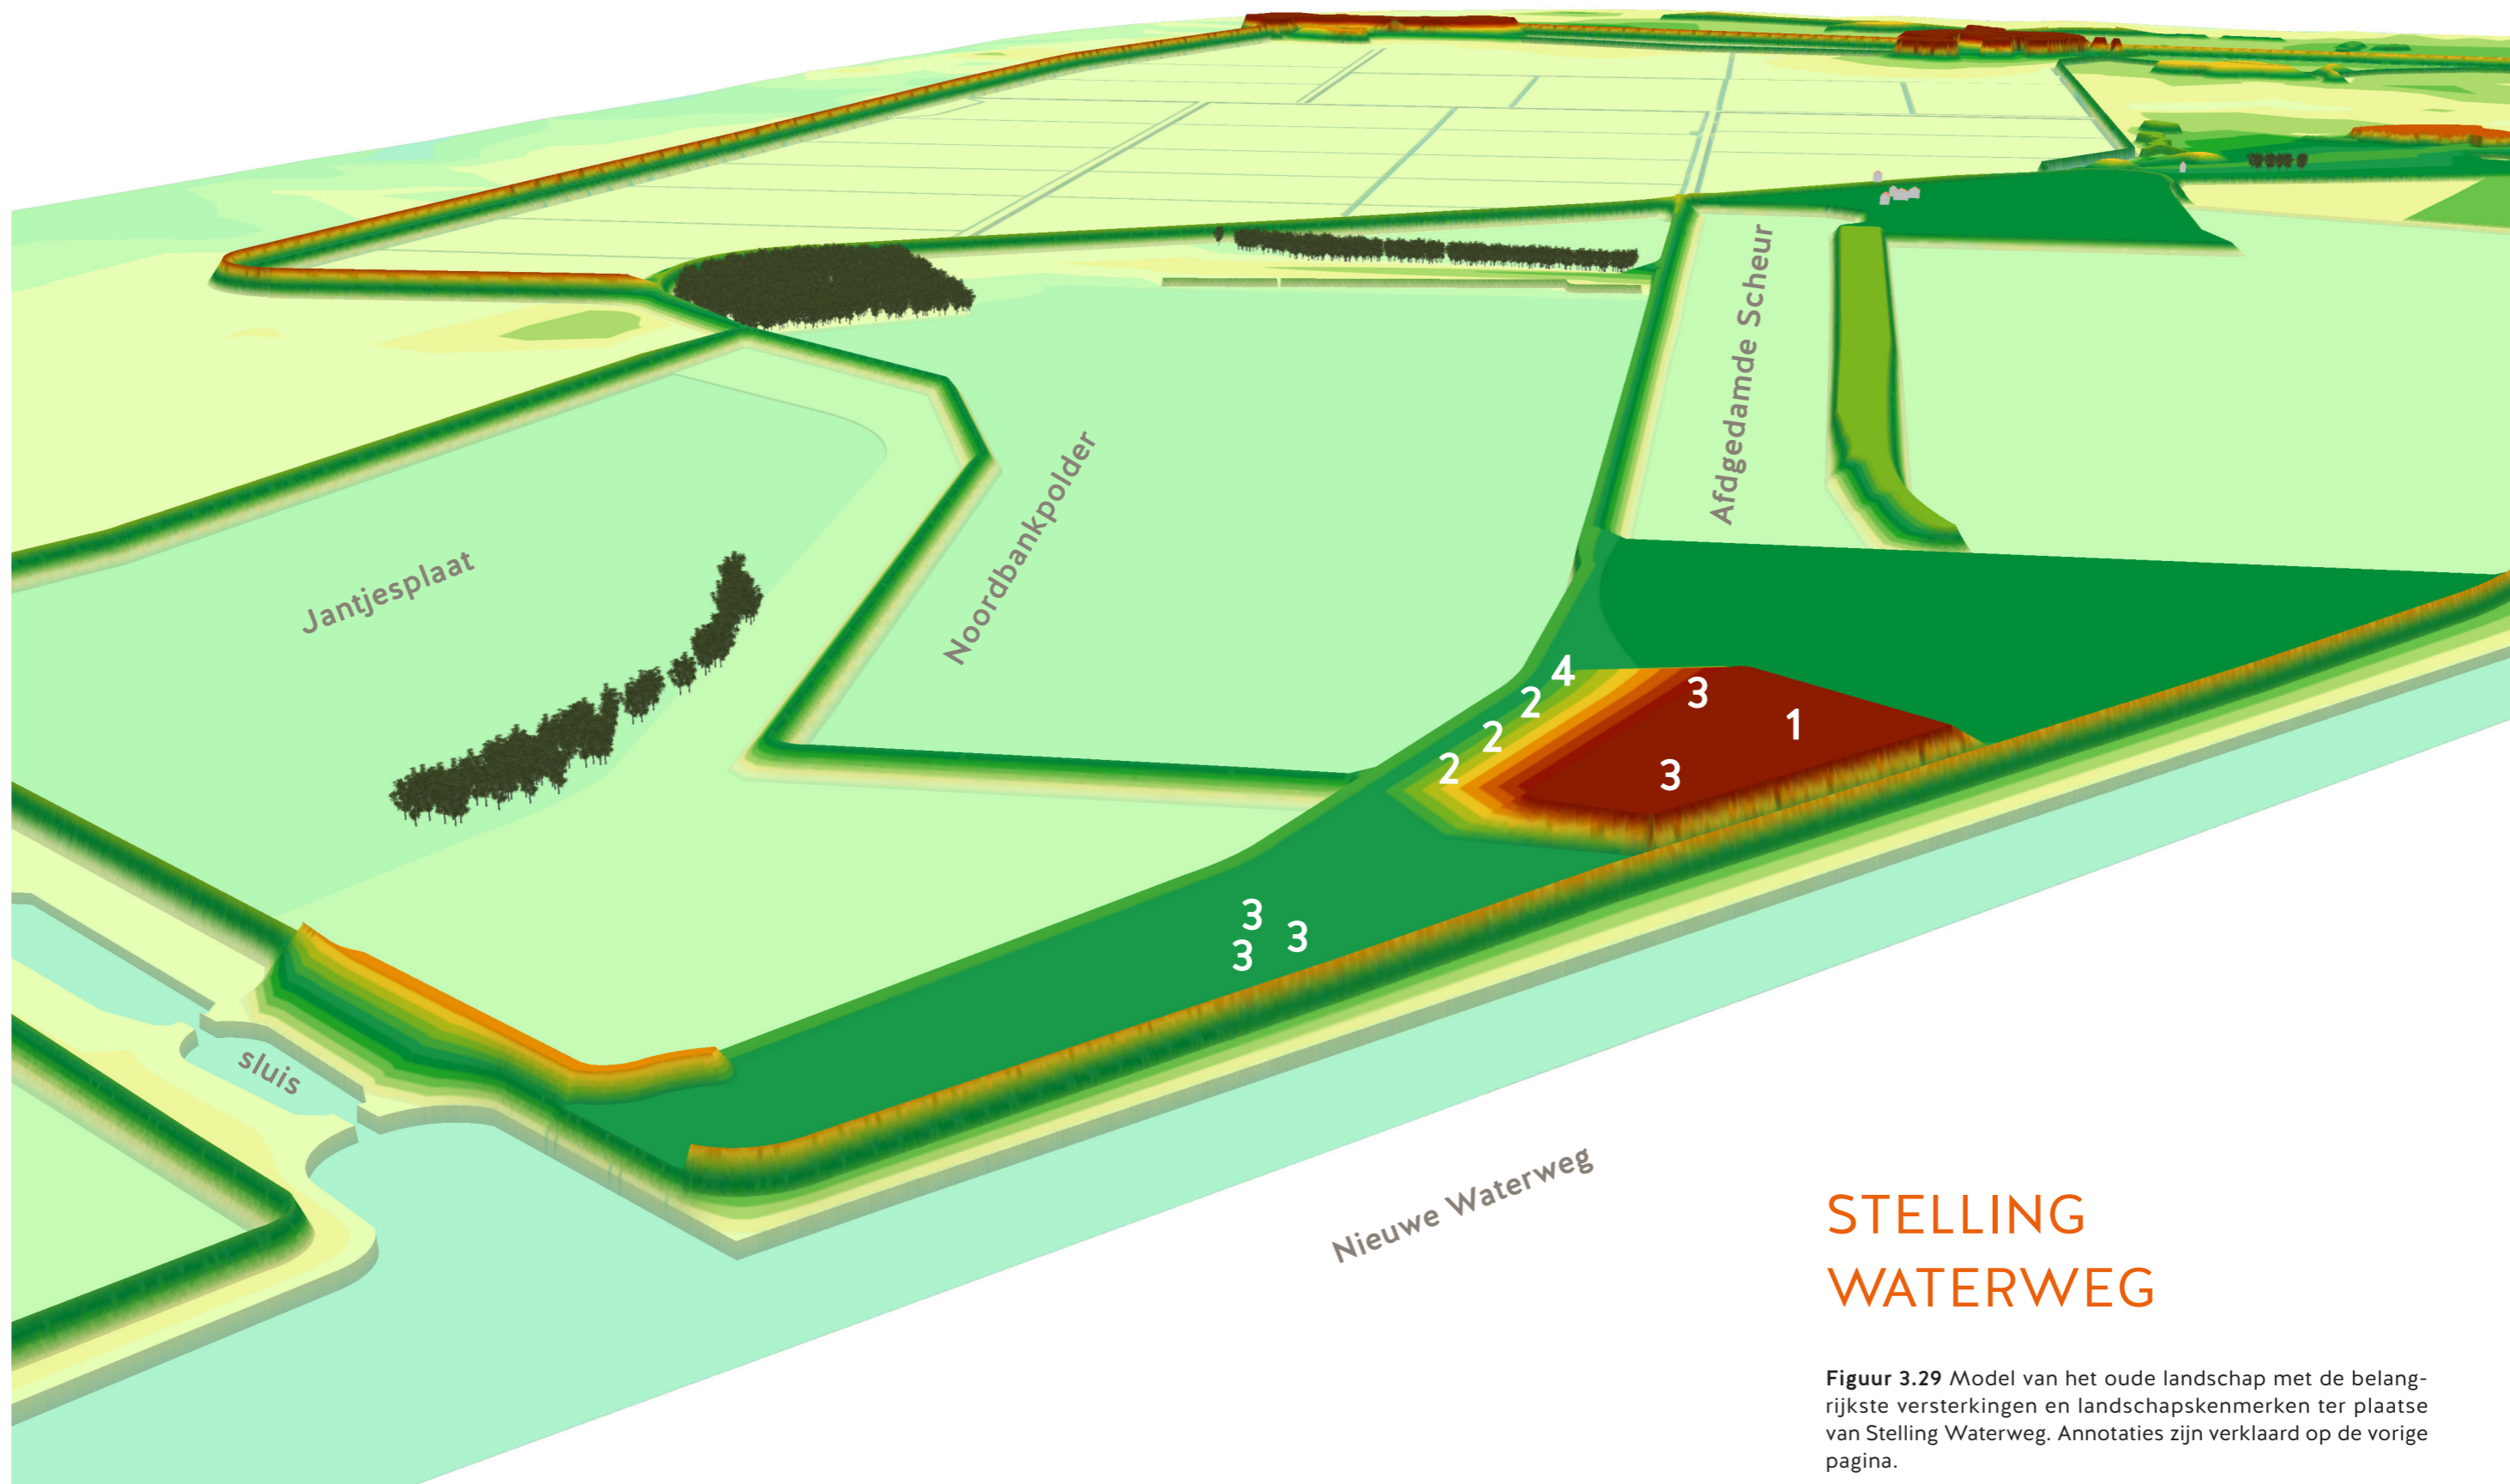 Afdgedamde Scheur
Noordbankpolder
Jantjesplaat
4
2
3
2
1
2
3
3
3
3
sluis
Nieuwe Waterweg
STELLING
WATERWEG
Figuur 3.29 Model van het oude landschap met de belang-
rijkste versterkingen en landschapskenmerken ter plaatse
van Stelling Waterweg. Annotaties zijn verklaard op de vorige
pagina.